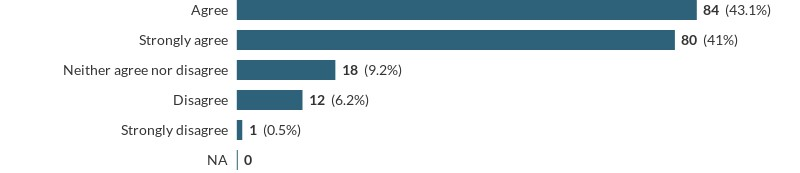 Agree 84 (43.1%)
Strongly agree 80 (41%)
Neither agree nor disagree 18 (9.2%)
Disagree 12 (6.2%)
Strongly disagree 1 (0.5%)
NA 0